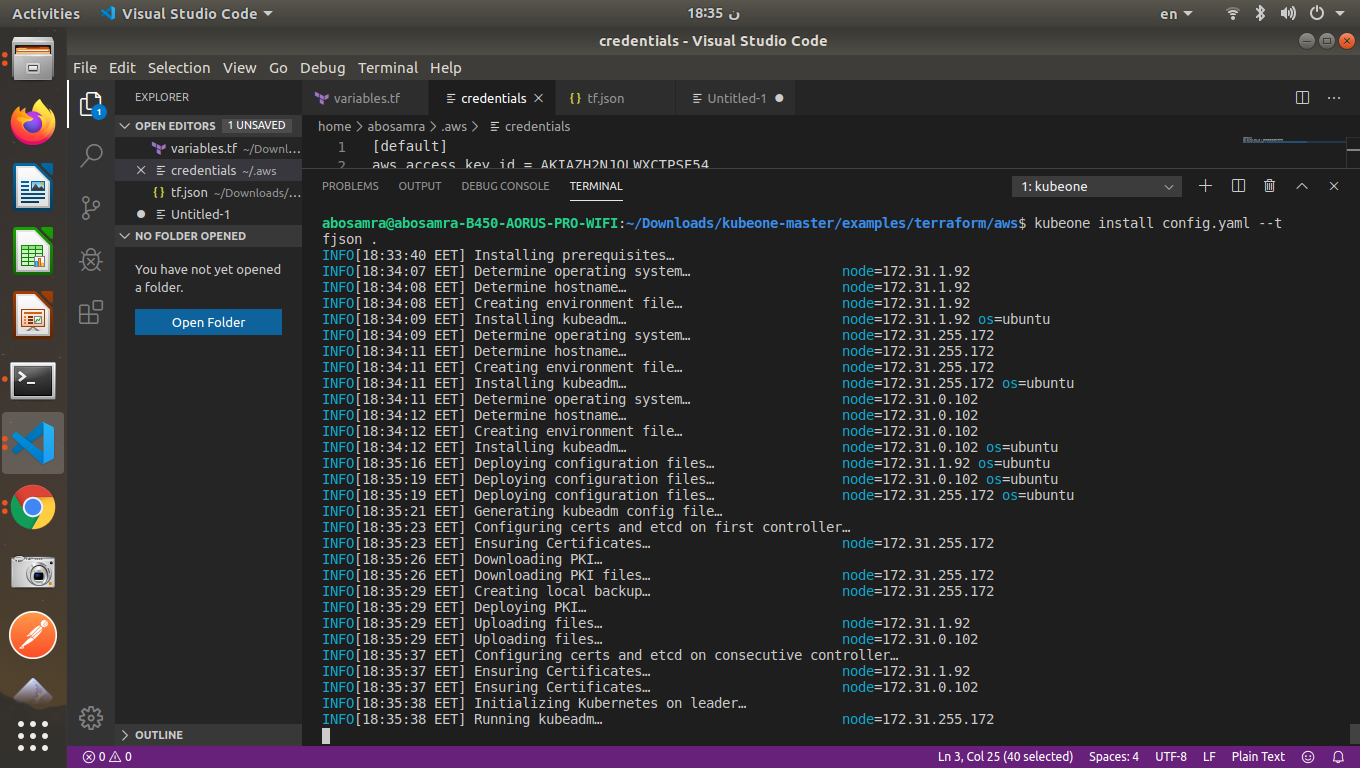 Activities
Visual Studio Code
18:35 ن
en
credentials - Visual Studio Code
File Edit Selection View Go Debug Terminal Help
1
EXPLORER
OPEN EDITORS 1 UNSAVED
variables.tf ~/Downl...
credentials ~/.aws
tf.json ~/Downloads/...
Untitled-1
NO FOLDER OPENED
You have not yet opened
a folder.
Open Folder
OUTLINE
variables.tf
credentials
tf.json
Untitled-1
home > abosamra > .aws > credentials
1 [default]
2 aws_access_key_id =
PROBLEMS OUTPUT DEBUG CONSOLE TERMINAL
1: kubeone
abosamra@abosamra-B450-AORUS-PRO-WIFI:~/Downloads/kubeone-master/examples/terraform/aws$ kubeone install config.yaml --t
fjson .
INFO[18:33:40 EET] Installing prerequisites…
INFO[18:34:07 EET] Determine operating system… node=172.31.1.92
INFO[18:34:08 EET] Determine hostname… node=172.31.1.92
INFO[18:34:08 EET] Creating environment file… node=172.31.1.92
INFO[18:34:09 EET] Installing kubeadm… node=172.31.1.92 os=ubuntu
INFO[18:34:09 EET] Determine operating system… node=172.31.255.172
INFO[18:34:11 EET] Determine hostname… node=172.31.255.172
INFO[18:34:11 EET] Creating environment file… node=172.31.255.172
INFO[18:34:11 EET] Installing kubeadm… node=172.31.255.172 os=ubuntu
INFO[18:34:11 EET] Determine operating system… node=172.31.0.102
INFO[18:34:12 EET] Determine hostname… node=172.31.0.102
INFO[18:34:12 EET] Creating environment file… node=172.31.0.102
INFO[18:34:12 EET] Installing kubeadm… node=172.31.0.102 os=ubuntu
INFO[18:35:16 EET] Deploying configuration files… node=172.31.1.92 os=ubuntu
INFO[18:35:19 EET] Deploying configuration files… node=172.31.0.102 os=ubuntu
INFO[18:35:19 EET] Deploying configuration files… node=172.31.255.172 os=ubuntu
INFO[18:35:21 EET] Generating kubeadm config file…
INFO[18:35:23 EET] Configuring certs and etcd on first controller…
INFO[18:35:23 EET] Ensuring Certificates… node=172.31.255.172
INFO[18:35:26 EET] Downloading PKI…
INFO[18:35:26 EET] Downloading PKI files… node=172.31.255.172
INFO[18:35:29 EET] Creating local backup… node=172.31.255.172
INFO[18:35:29 EET] Deploying PKI…
INFO[18:35:29 EET] Uploading files… node=172.31.1.92
INFO[18:35:29 EET] Uploading files… node=172.31.0.102
INFO[18:35:37 EET] Configuring certs and etcd on consecutive controller…
INFO[18:35:37 EET] Ensuring Certificates… node=172.31.1.92
INFO[18:35:37 EET] Ensuring Certificates… node=172.31.0.102
INFO[18:35:38 EET] Initializing Kubernetes on leader…
INFO[18:35:38 EET] Running kubeadm… node=172.31.255.172
0 0
Ln 3, Col 25 (40 selected) Spaces: 4 UTF-8 LF Plain Text